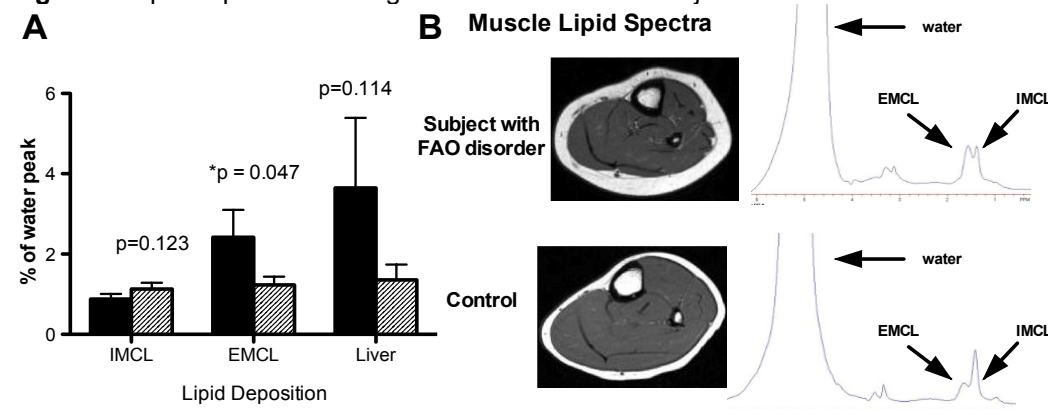 A
B
Muscle Lipid Spectra
water
p=0.114
6
EMCL
IMCL
Subject with
FAO disorder
*p = 0.047
4
% of water peak
p=0.123
2
0
IMCL
EMCL
Liver
Lipid Deposition
PPM
water
Control
EMCL
IMCL